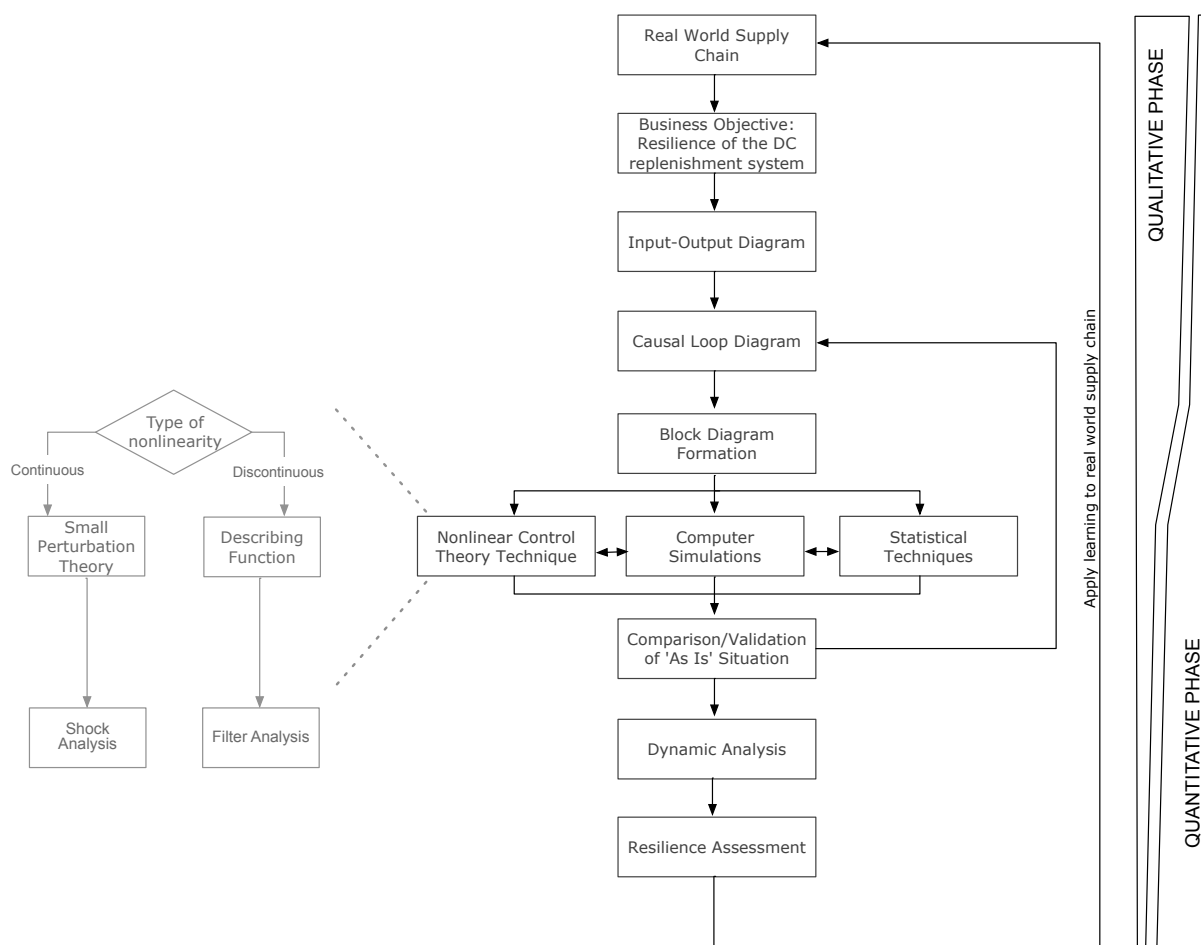 Real World Supply
Chain
Business Objective:
Resilience of the DC
replenishment system
Input-Output Diagram
Causal Loop Diagram
Block Diagram
Formation
Type of
nonlinearity
Continuous
Discontinuous
Small
Perturbation
Theory
Describing
Function
Shock
Analysis
Filter Analysis
Nonlinear Control
Theory Technique
Computer
Simulations
Statistical
Techniques
Comparison/Validation
of 'As Is' Situation
Dynamic Analysis
Resilience Assessment
Apply learning to real world supply chain
QUALITATIVE PHASE
QUANTITATIVE PHASE